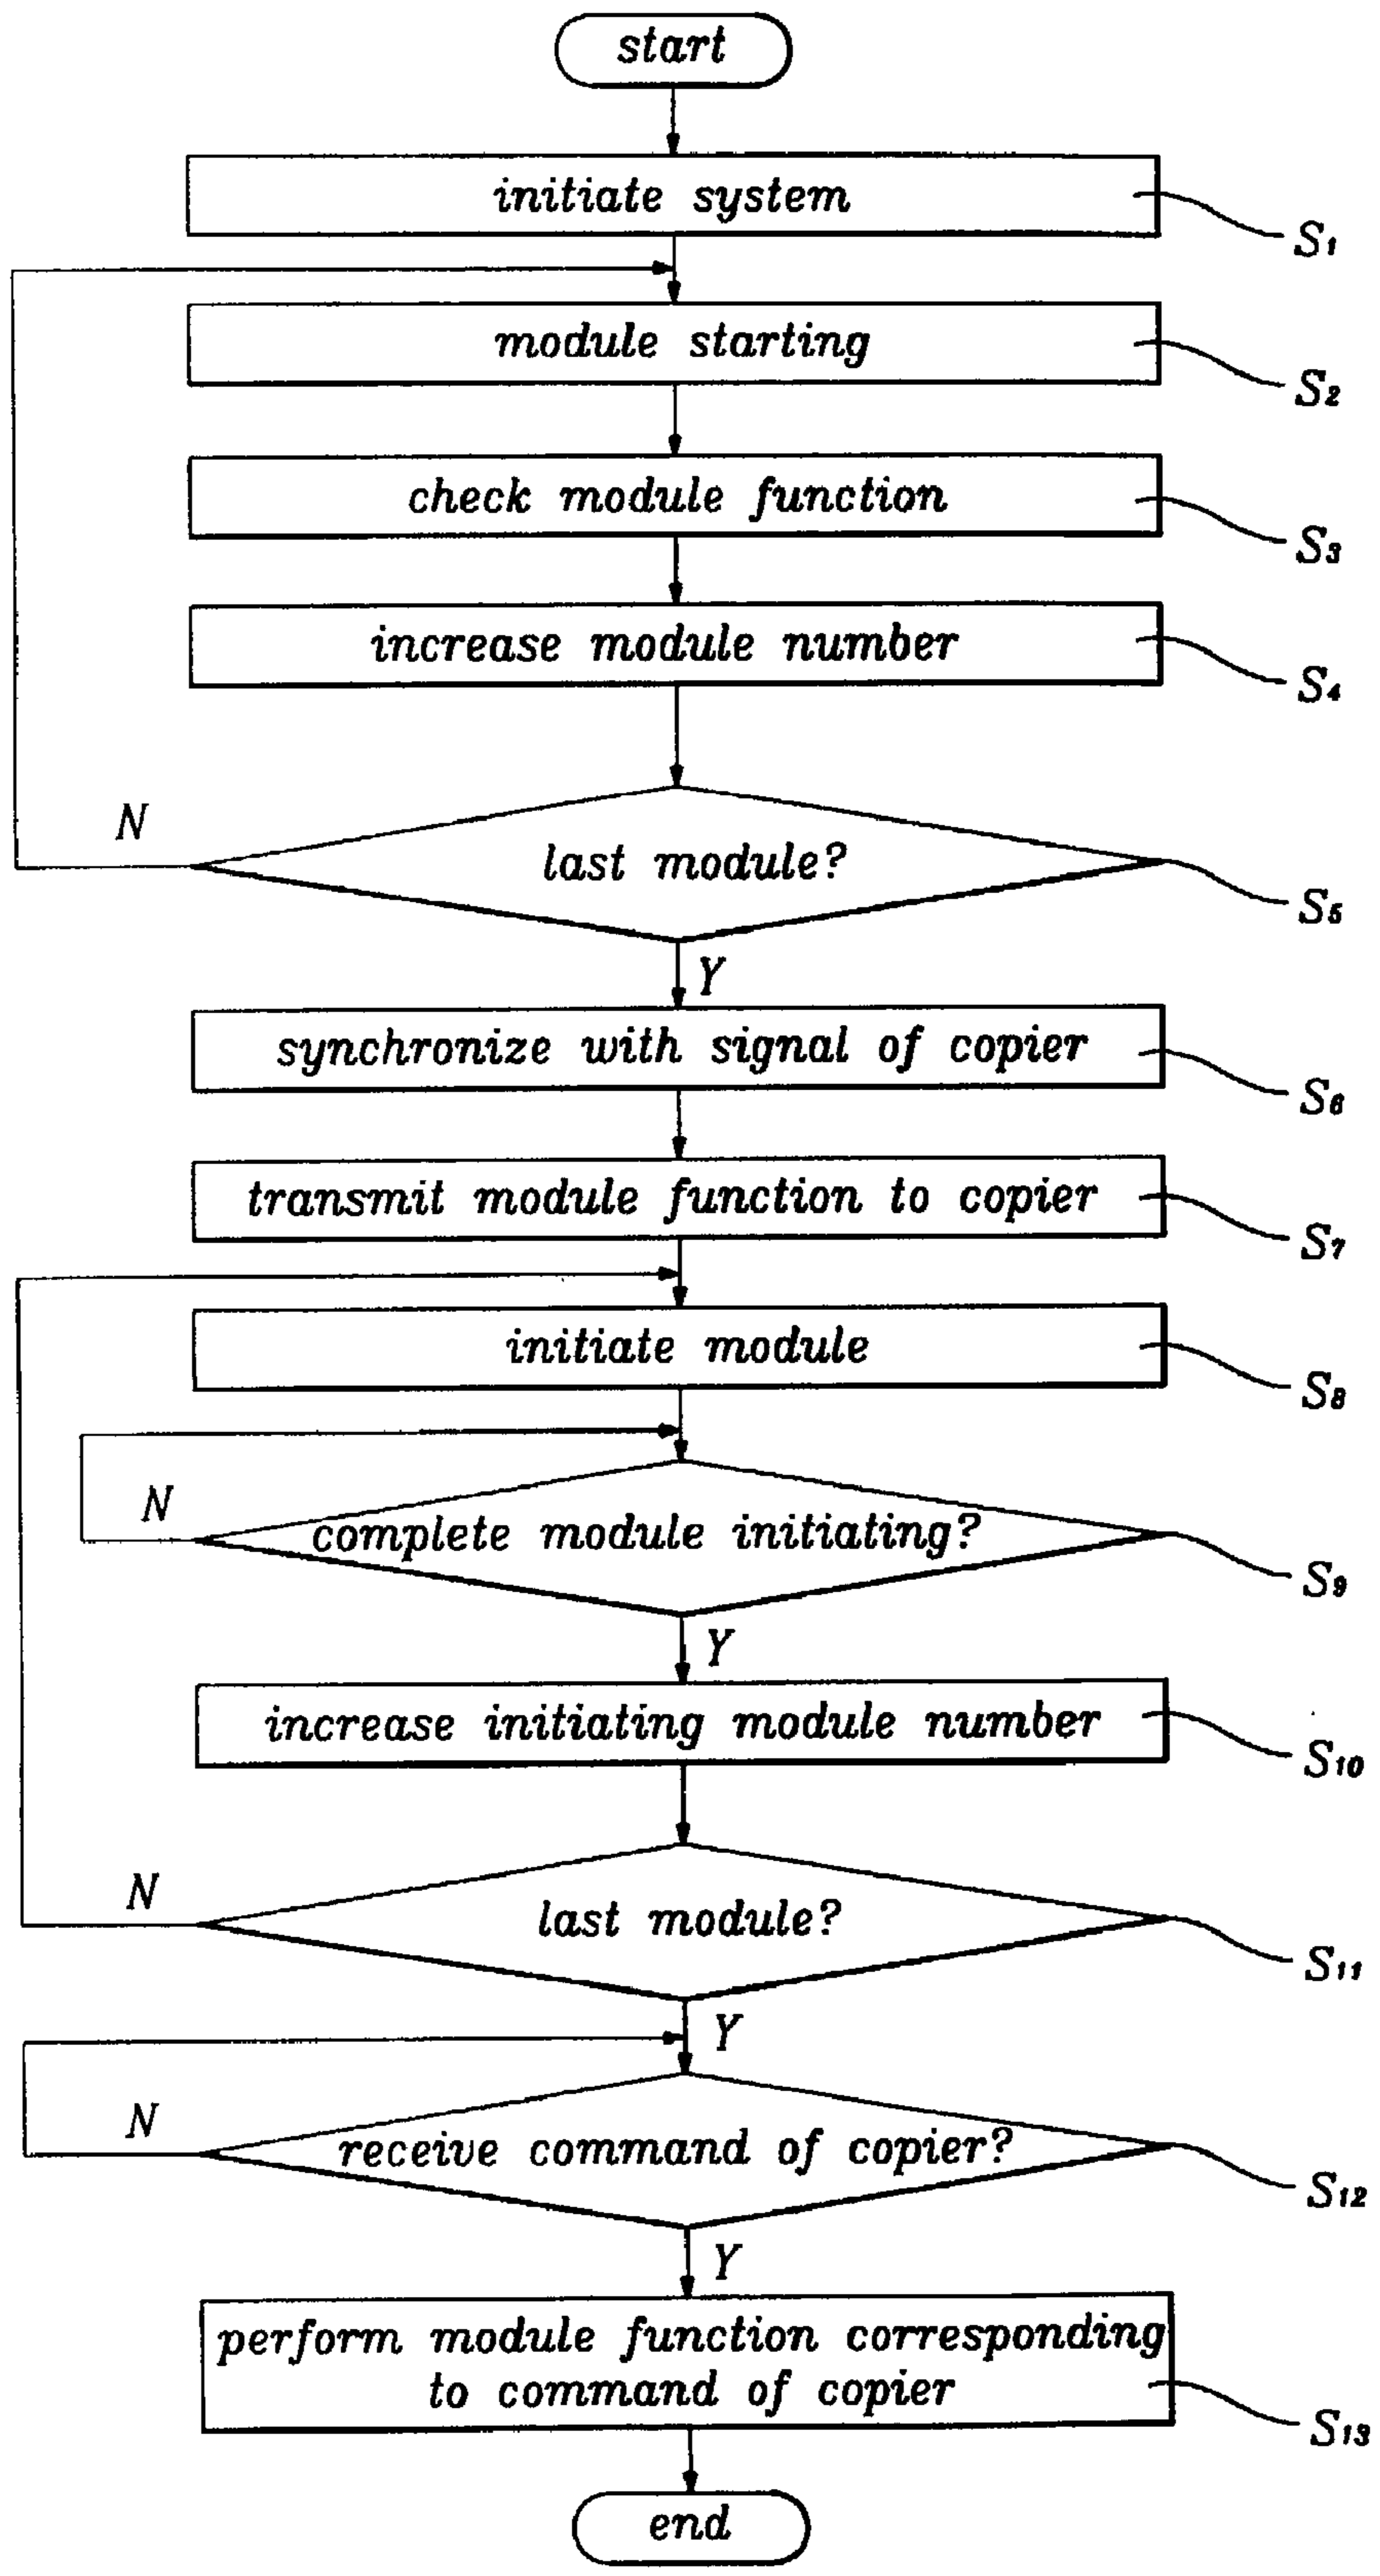 start
initiate system
S1
module starting
S2
check module function
S3
increase module number
S4
N
last module?
S5
Y
synchronize with signal of copier
S6
transmit module function to copier
S7
initiate module
S8
N
complete module initiating?
S9
Y
increase initiating module number
S10
N
last module?
S11
Y
N
receive command of copier?
S12
Y
perform module function corresponding
to command of copier
S13
end